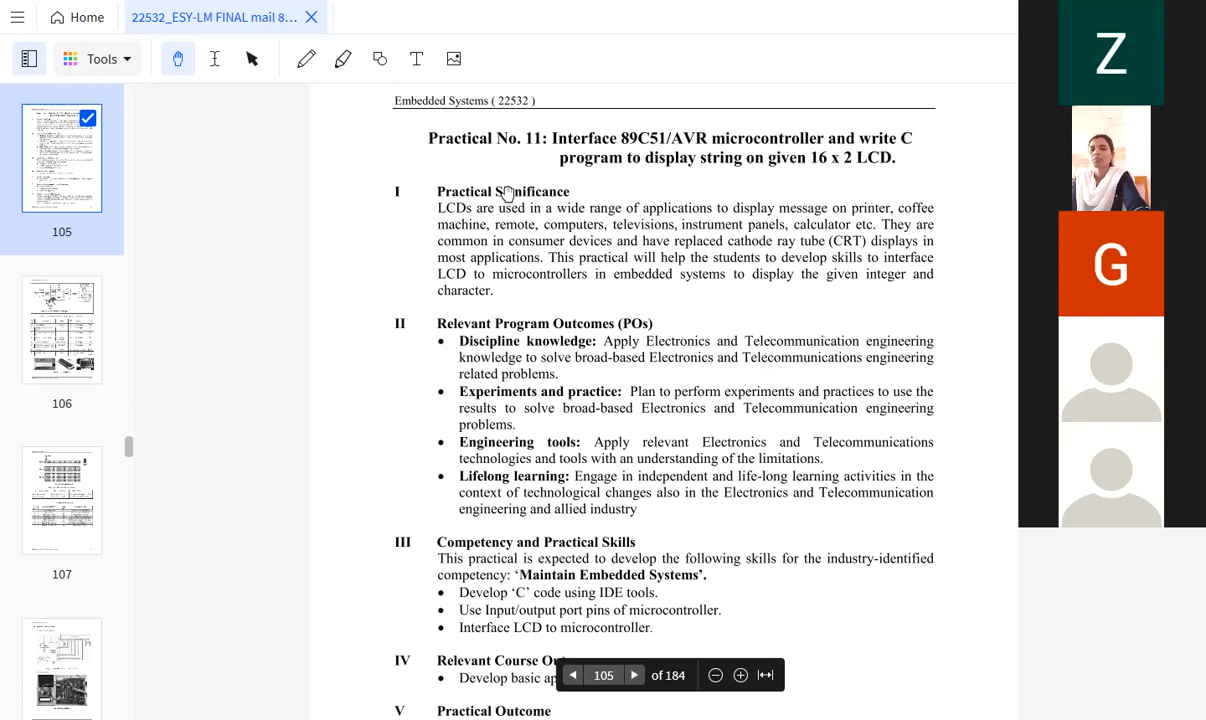 Home
22532_ESY-LM FINAL mail 8...
Tools
Z
G
105
106
107
Embedded Systems ( 22532 )
Practical No. 11: Interface 89C51/AVR microcontroller and write C
program to display string on given 16 x 2 LCD.
I Practical Significance
LCDs are used in a wide range of applications to display message on printer, coffee
machine, remote, computers, televisions, instrument panels, calculator etc. They are
common in consumer devices and have replaced cathode ray tube (CRT) displays in
most applications. This practical will help the students to develop skills to interface
LCD to microcontrollers in embedded systems to display the given integer and
character.
II Relevant Program Outcomes (POs)
• Discipline knowledge: Apply Electronics and Telecommunication engineering
knowledge to solve broad-based Electronics and Telecommunications engineering
related problems.
• Experiments and practice: Plan to perform experiments and practices to use the
results to solve broad-based Electronics and Telecommunication engineering
problems.
• Engineering tools: Apply relevant Electronics and Telecommunications
technologies and tools with an understanding of the limitations.
• Lifelong learning: Engage in independent and life-long learning activities in the
context of technological changes also in the Electronics and Telecommunication
engineering and allied industry
III Competency and Practical Skills
This practical is expected to develop the following skills for the industry-identified
competency: ‘Maintain Embedded Systems’.
• Develop ‘C’ code using IDE tools.
• Use Input/output port pins of microcontroller.
• Interface LCD to microcontroller.
IV Relevant Course
• Develop basic
105 of 184
V Practical Outcome